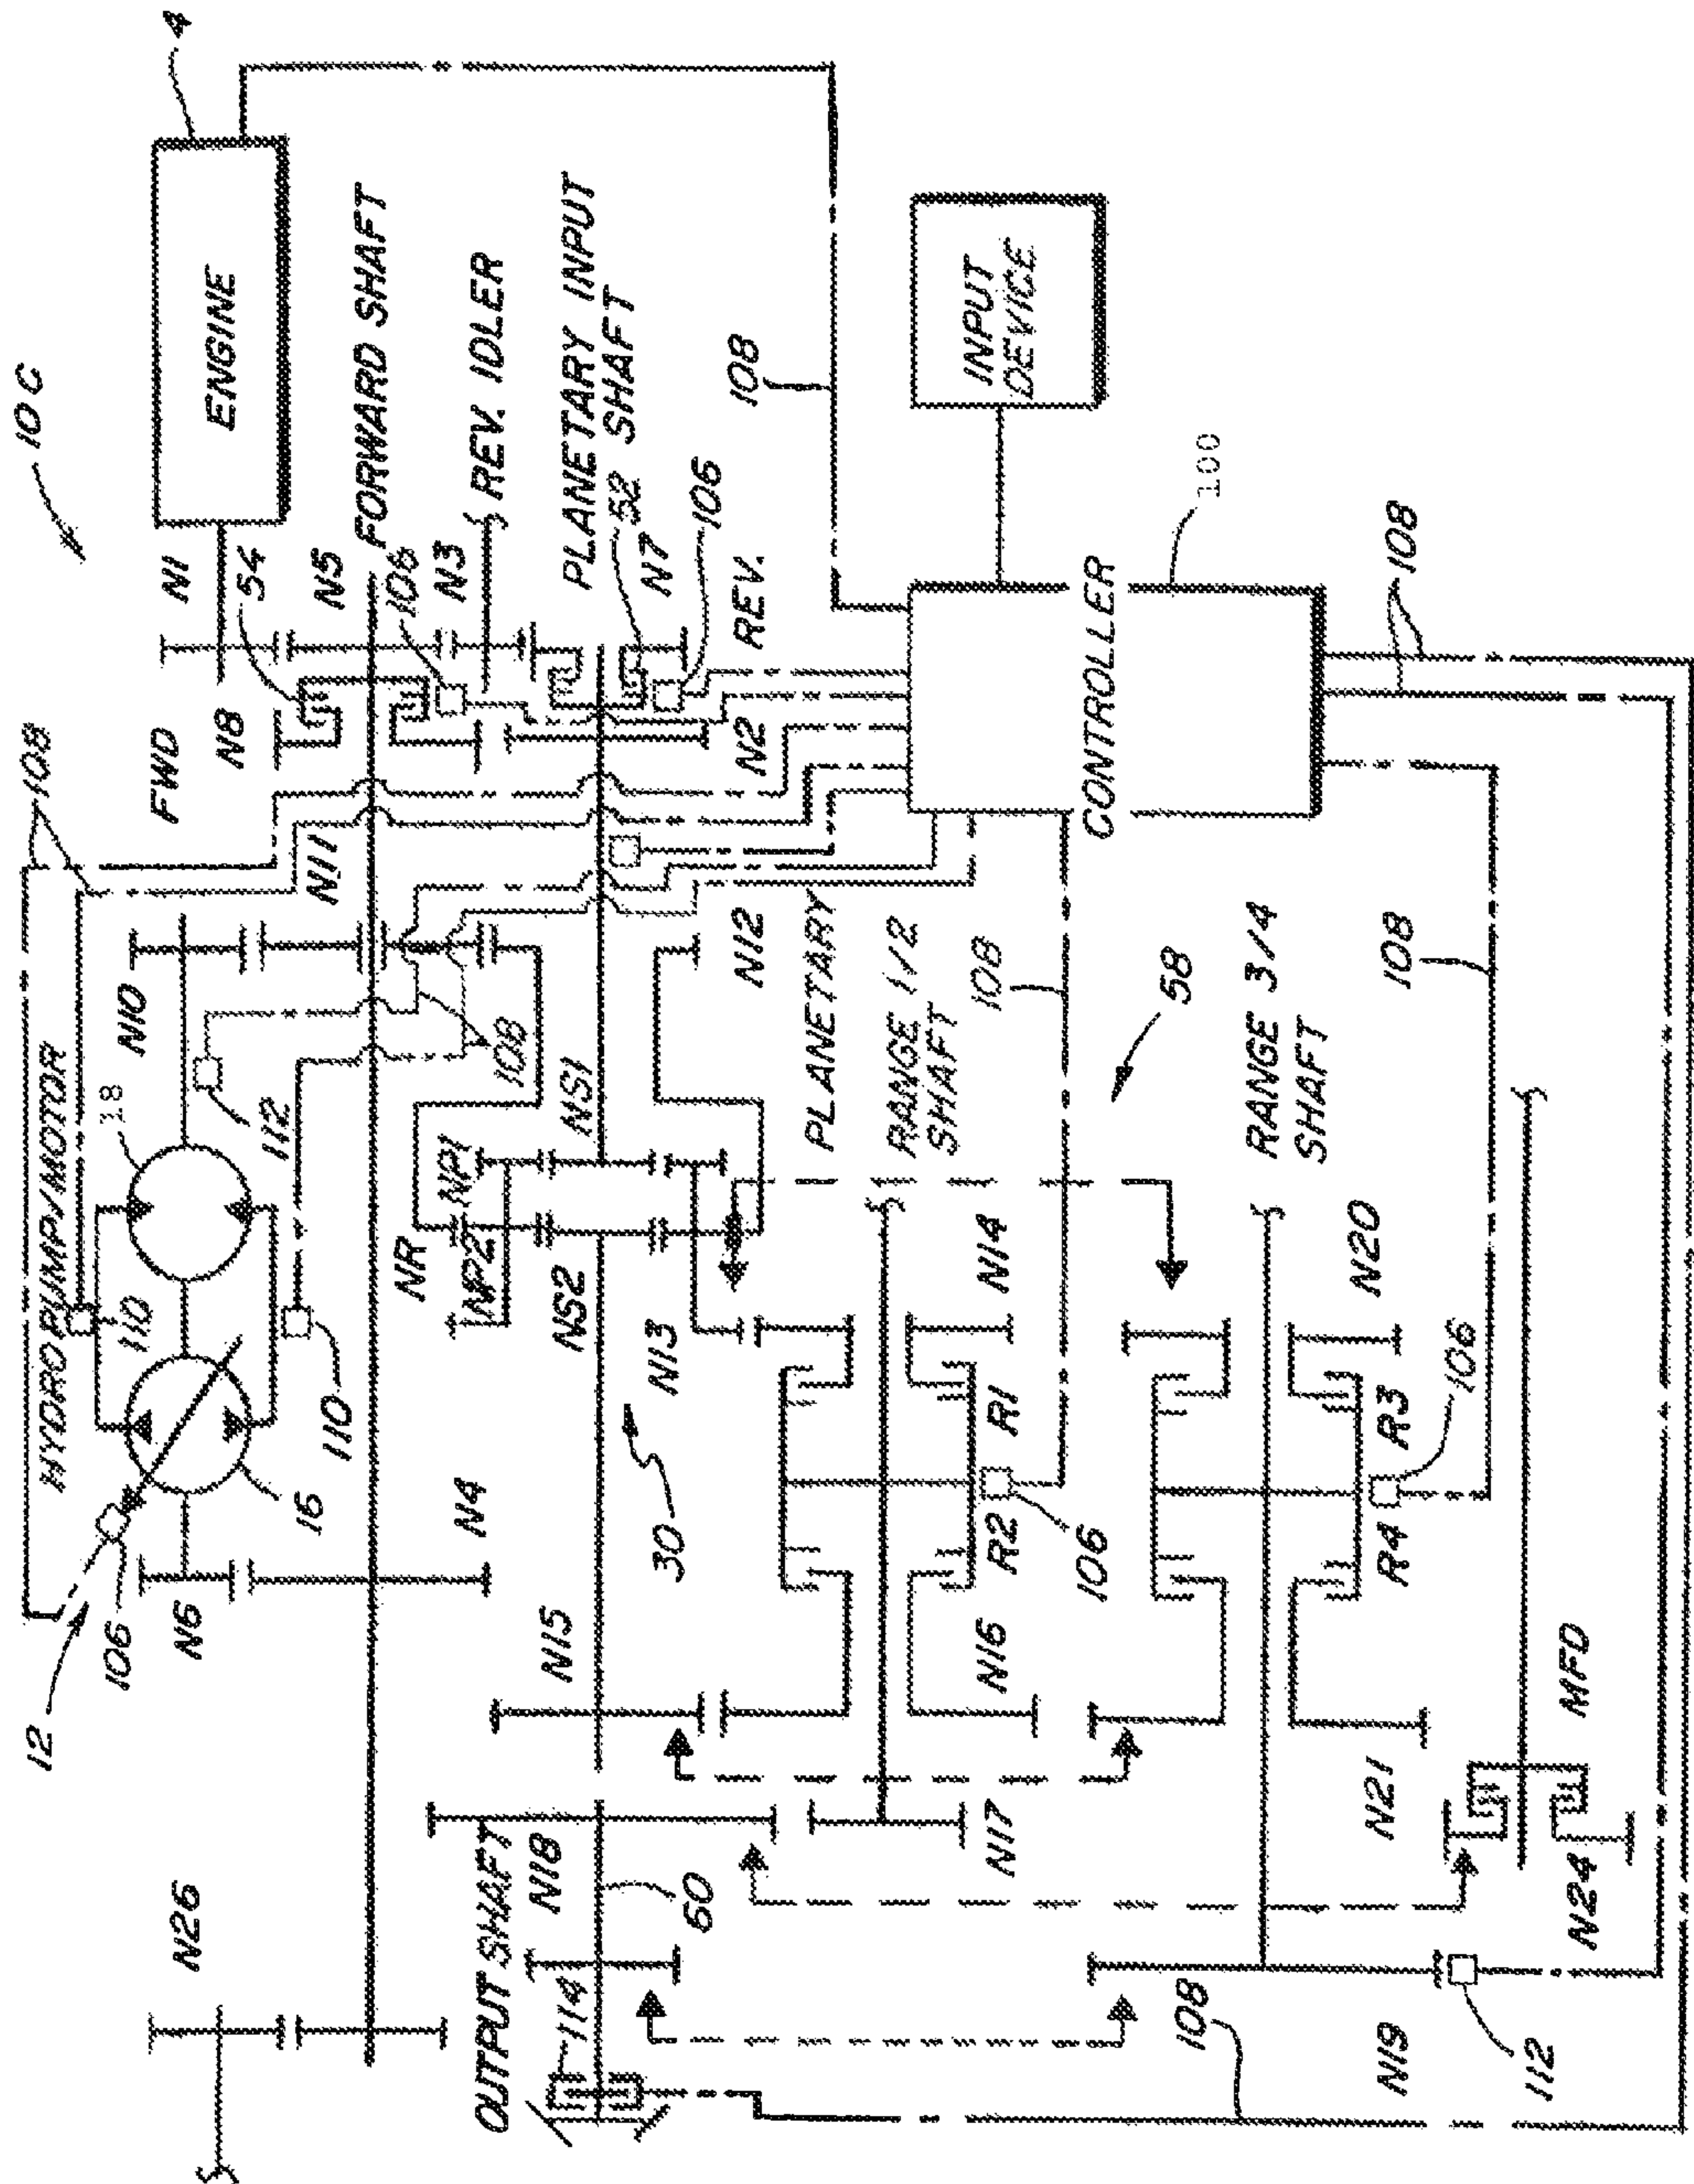 10C
4
ENGINE
N1
54
N5
FORWARD SHAFT
106
N3
REV. IDLER
PLANETARY INPUT
52 SHAFT
N7
106
REV.
108
INPUT
DEVICE
100
CONTROLLER
108
108
FWD
N8
N2
HYDRO PUMP/MOTOR
N10
N11
18
112
110
110
108
16
12
106
N6
N4
NP1
NR
NP2
NS1
NS2
N12
N13
PLANETARY
RANGE 1/2
SHAFT
108
58
RANGE 3/4
SHAFT
108
N14
R1
R2
106
N20
R3
R4
106
30
N15
N16
N21
MFD
N24
N17
N18
60
OUTPUT SHAFT
114
N26
108
N19
112